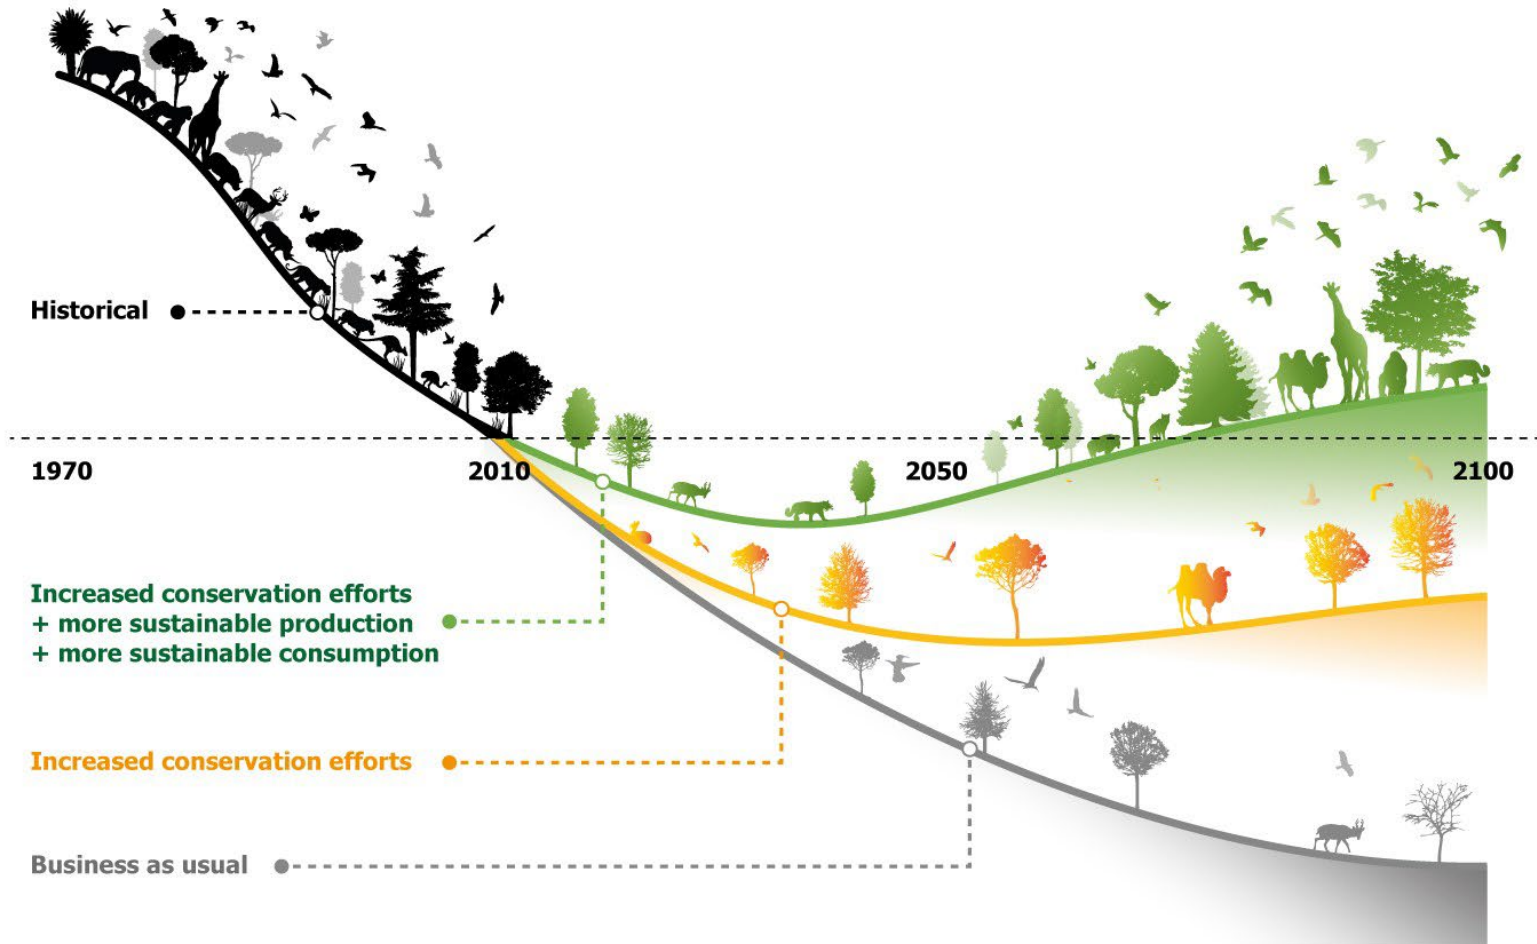 Historical
1970 2010 2050 2100
Increased conservation efforts
+ more sustainable production
+ more sustainable consumption
Increased conservation efforts
Business as usual